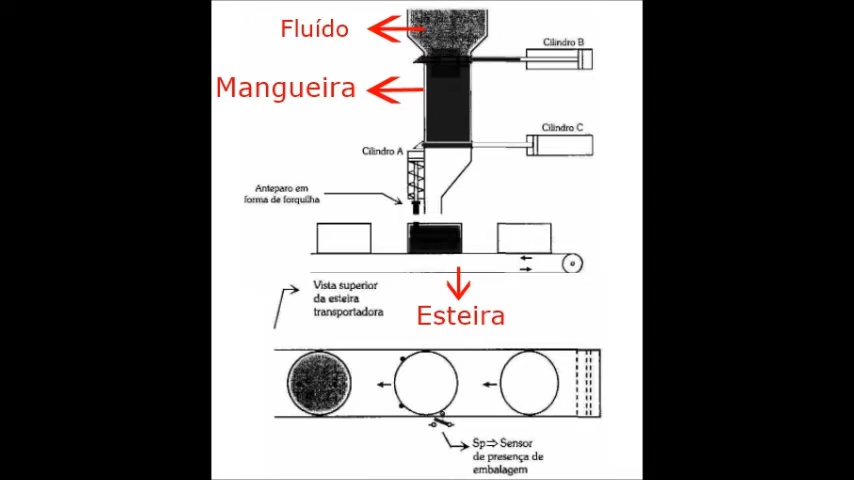 Fluído
Cilindro B
Mangueira
Cilindro C
Cilindro A
Anteparo em
forma de forquilha
Vista superior
da esteira
transportadora
Esteira
Sp⇒Sensor
de presença de
embalagem